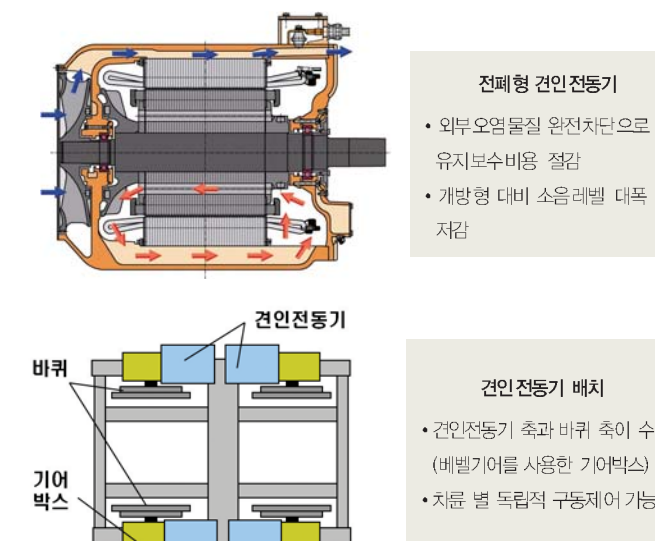 전폐형 견인전동기
• 외부오염물질 완전차단으로
유지보수비용 절감
• 개방형 대비 소음레벨 대폭
저감
견인전동기
바퀴
기어
박스
견인전동기 배치
• 견인전동기 축과 바퀴 축이 수
(베벨기어를 사용한 기어박스)
• 차륜 별 독립적 구동제어 가능